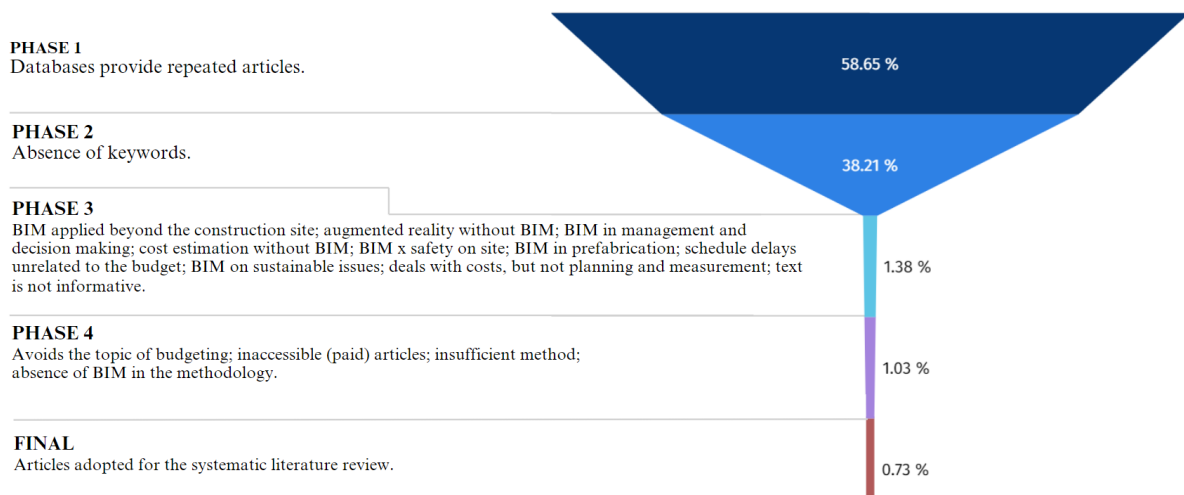 PHASE 1
Databases provide repeated articles.
58.65 %
PHASE 2
Absence of keywords.
38.21 %
PHASE 3
BIM applied beyond the construction site; augmented reality without BIM; BIM in management and
decision making; cost estimation without BIM; BIM x safety on site; BIM in prefabrication; schedule delays
unrelated to the budget; BIM on sustainable issues; deals with costs, but not planning and measurement; text
is not informative.
1.38 %
PHASE 4
Avoids the topic of budgeting; inaccessible (paid) articles; insufficient method;
absence of BIM in the methodology.
1.03 %
FINAL
Articles adopted for the systematic literature review.
0.73 %